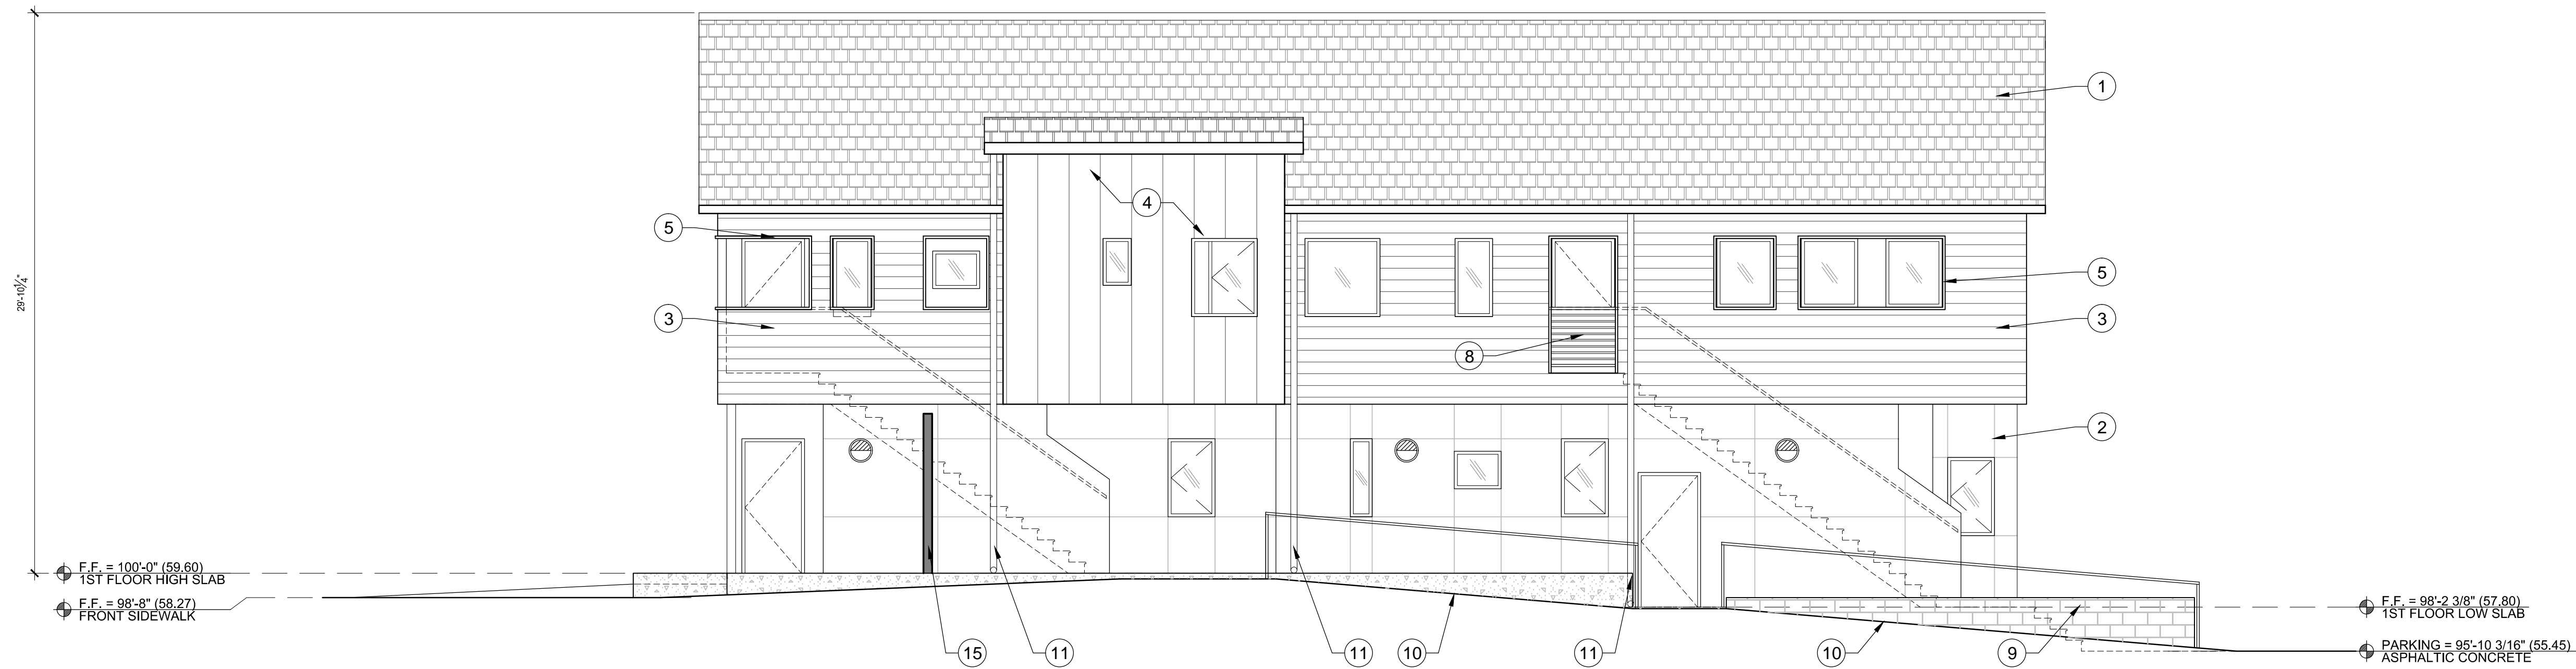 1
4
5
5
3
3
8
2
29'-10 1/4"
F.F. = 100'-0" (59.60)
1ST FLOOR HIGH SLAB
F.F. = 98'-8" (58.27)
FRONT SIDEWALK
F.F. = 98'-2 3/8" (57.80)
1ST FLOOR LOW SLAB
PARKING = 95'-10 3/16" (55.45)
ASPHALTIC CONCRETE
15
11
11
10
11
10
9